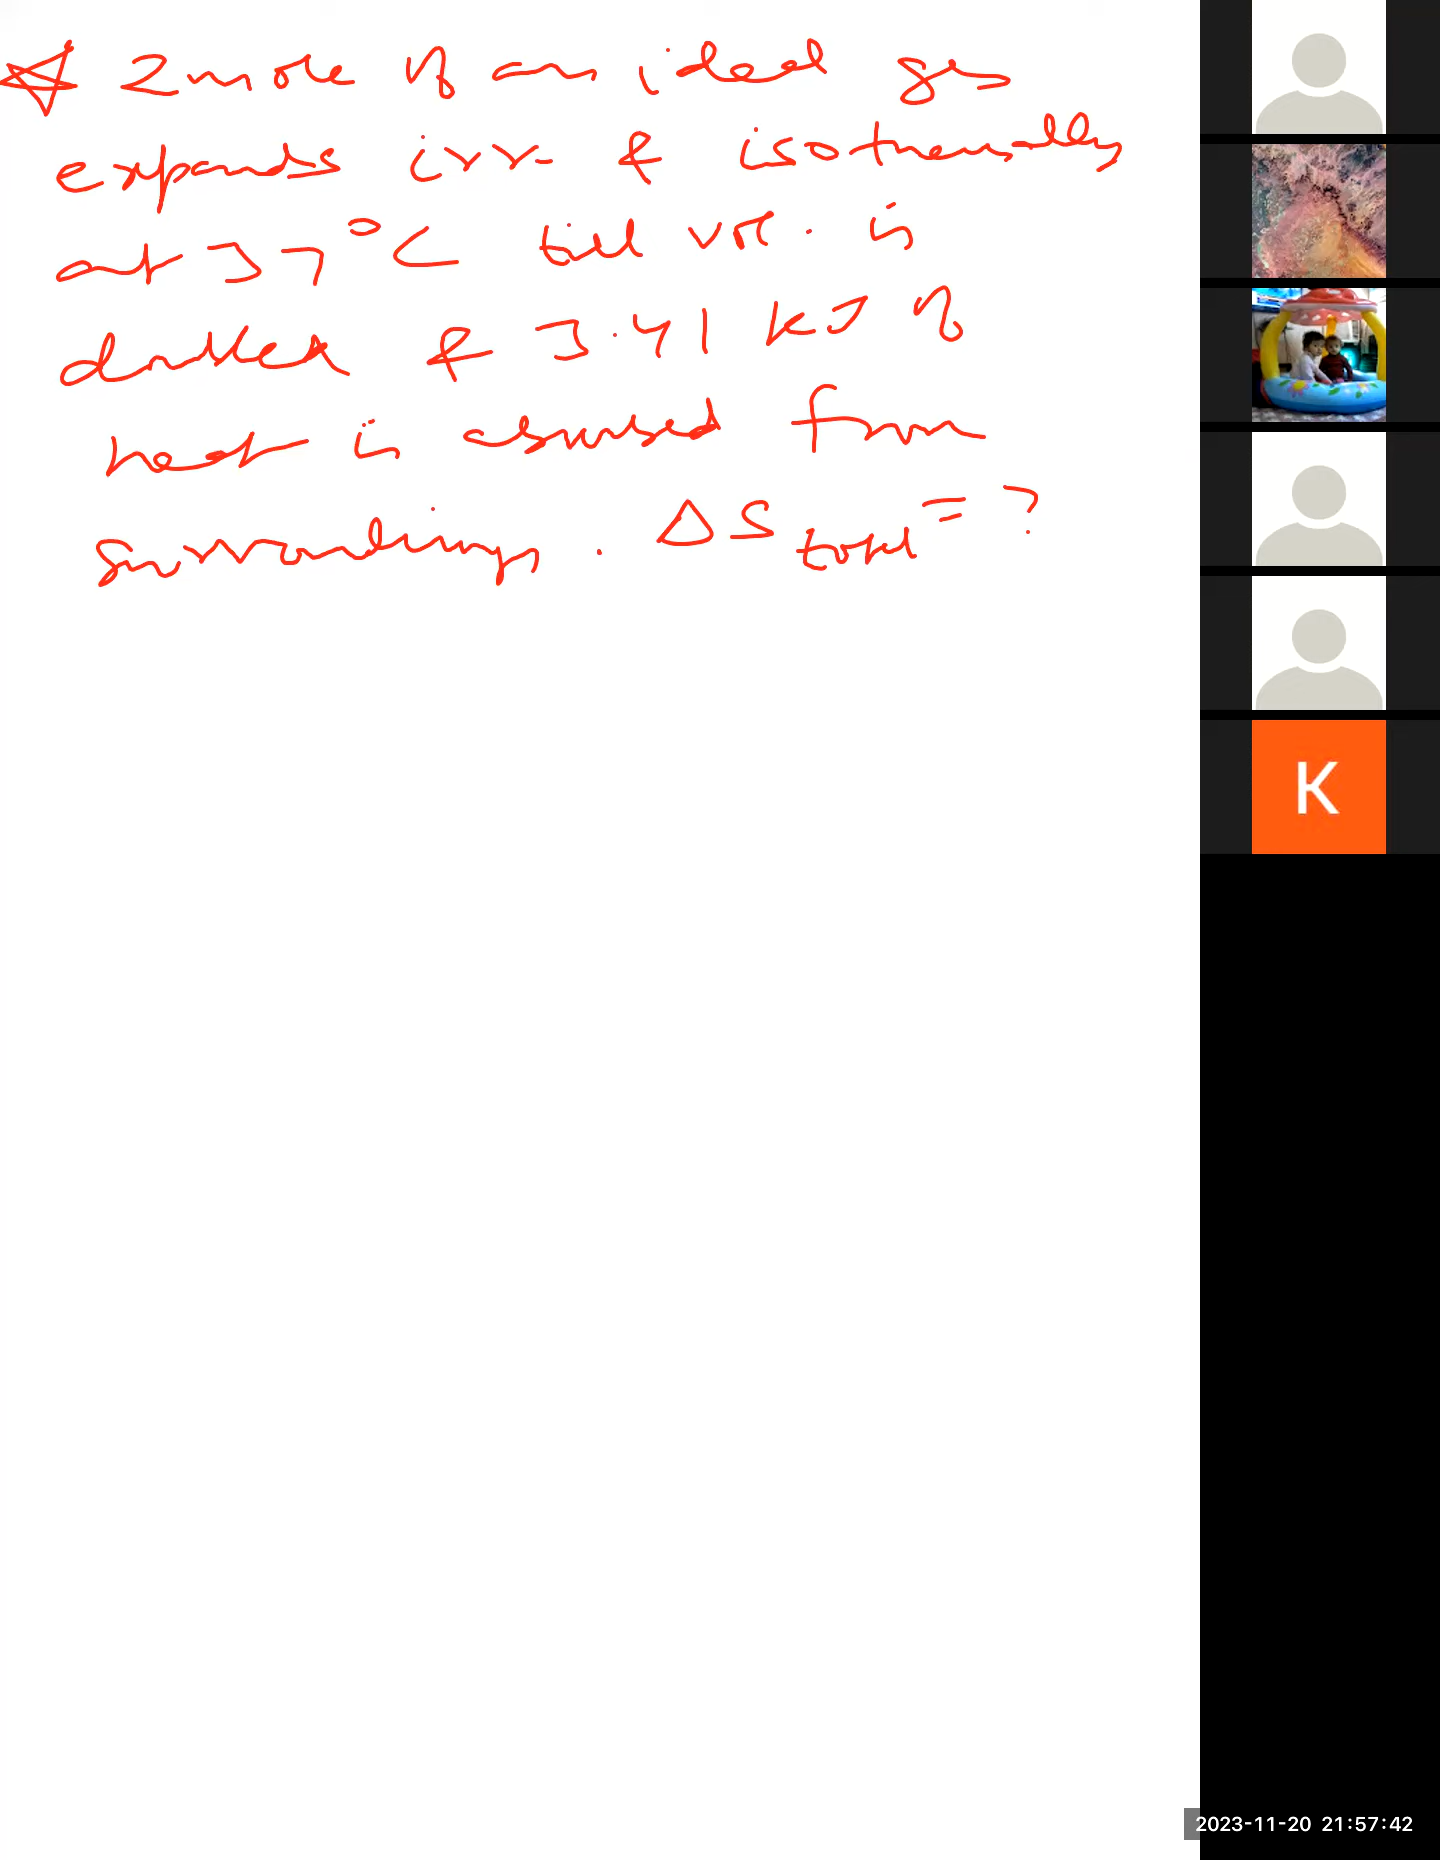 2 mole of an ideal gas
expands irr. & isothermally
at 37°C till vol. is
doubled & 3.41 kJ of
heat is absorbed from
surroundings. ΔS total = ?
K
2023-11-20 21:57:42